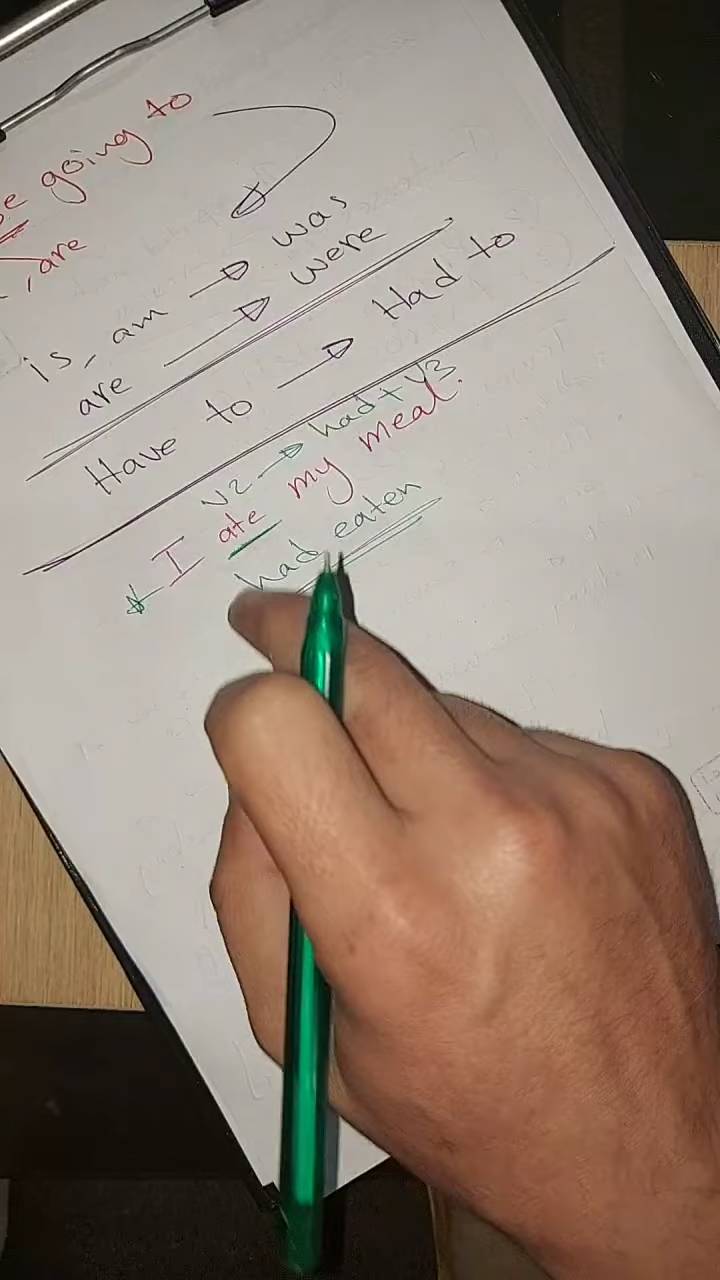 going to
, are
is, am → was
are → were
Have to → Had to
V2 → had + V3
I ate my meal.
had eaten